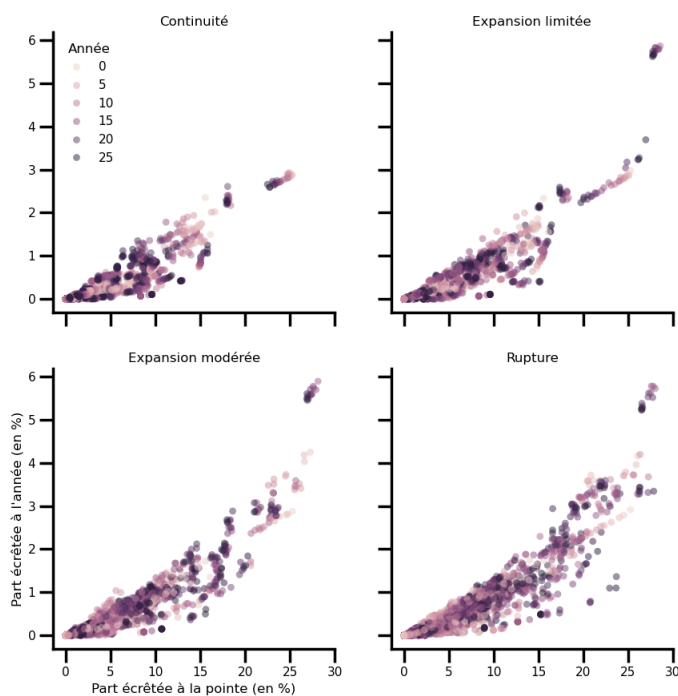 Continuité
Expansion limitée
Année
0
5
10
15
20
25
6
5
4
3
2
1
0
Expansion modérée
Rupture
6
5
4
3
2
1
0
Part écrêtée à l'année (en %)
0 5 10 15 20 25 30
0 5 10 15 20 25 30
Part écrêtée à la pointe (en %)